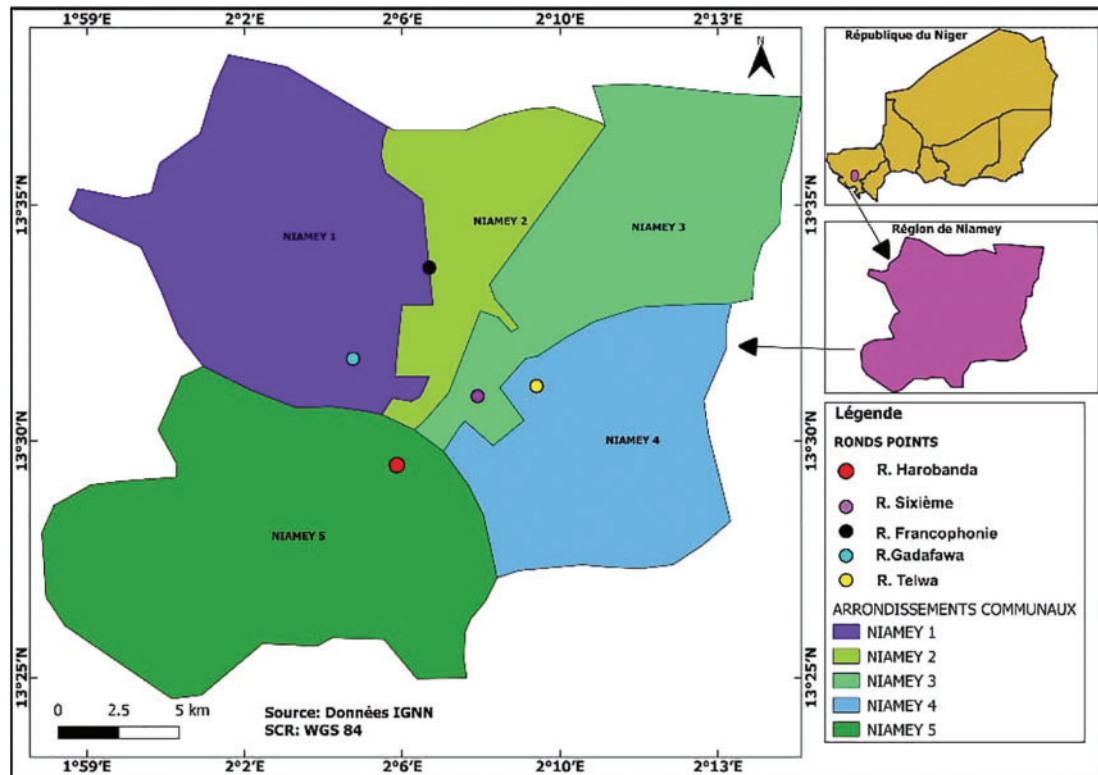 1°59'E 2°2'E 2°6'E 2°10'E 2°13'E
N
13°35'N 13°35'N
NIAMEY 1
NIAMEY 2
NIAMEY 3
13°30'N 13°30'N
NIAMEY 4
NIAMEY 5
13°25'N 13°25'N
0 2.5 5 km
Source: Données IGNN
SCR: WGS 84
1°59'E 2°2'E 2°6'E 2°10'E 2°13'E
République du Niger
Région de Niamey
Légende
RONDS POINTS
R. Harobanda
R. Sixième
R. Francophonie
R.Gadafawa
R. Telwa
ARRONDISSEMENTS COMMUNAUX
NIAMEY 1
NIAMEY 2
NIAMEY 3
NIAMEY 4
NIAMEY 5